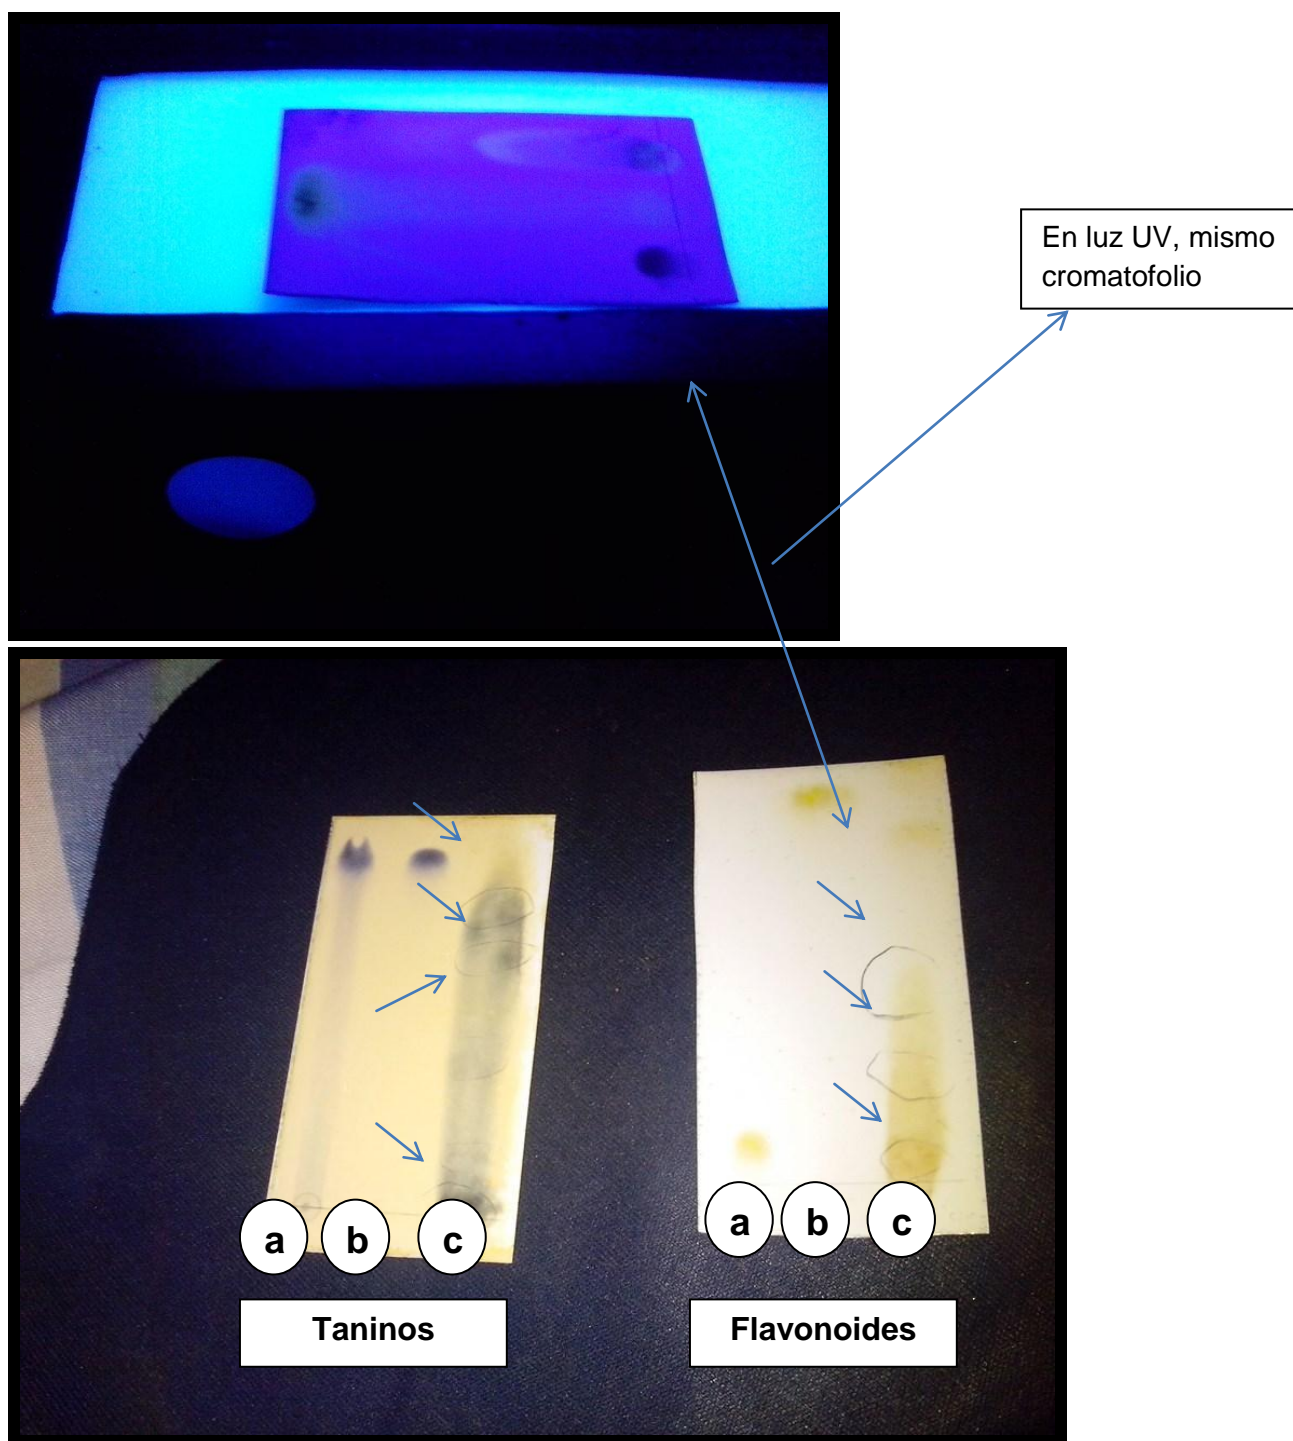 En luz UV, mismo
cromatofolio
a b c
a b c
Taninos
Flavonoides